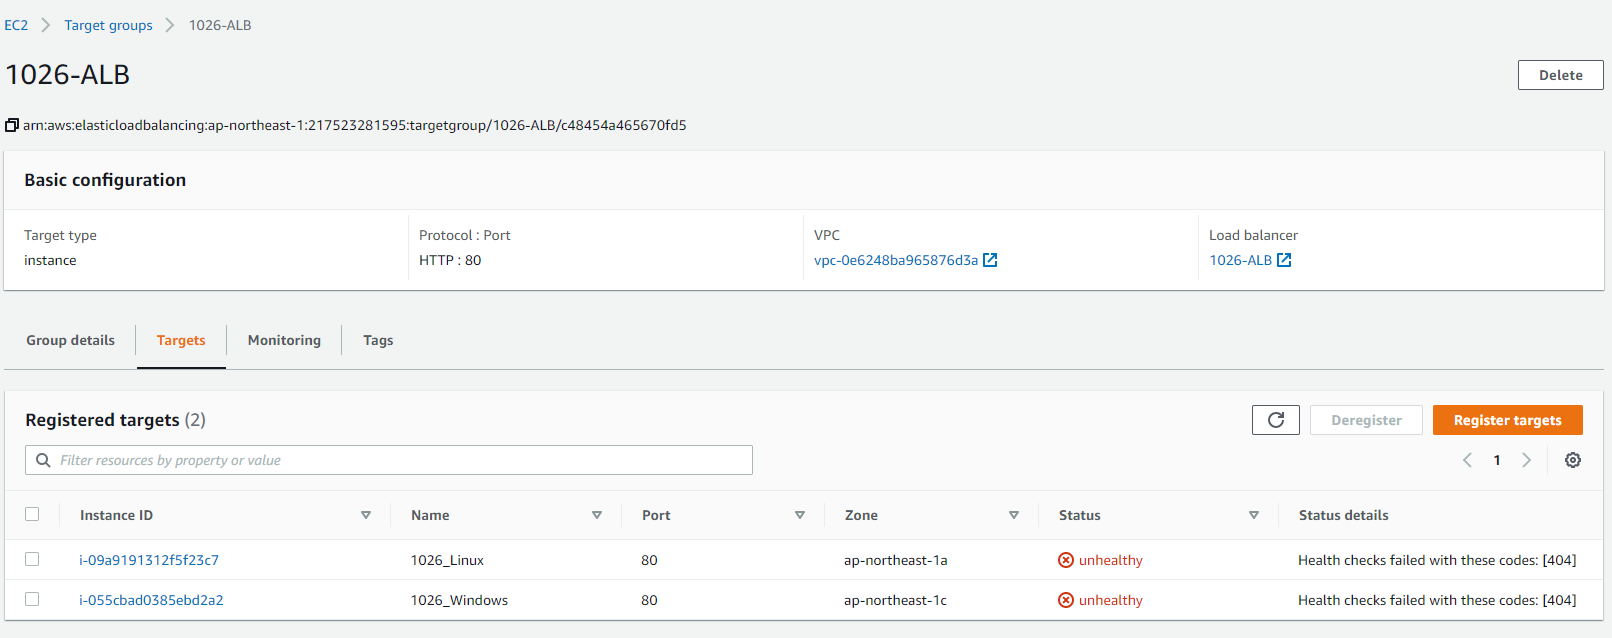 EC2 > Target groups > 1026-ALB
1026-ALB
Delete
arn:aws:elasticloadbalancing:ap-northeast-1:217523281595:targetgroup/1026-ALB/c48454a465670fd5
Basic configuration
Target type Protocol : Port VPC Load balancer
instance HTTP : 80 vpc-0e6248ba965876d3a 1026-ALB
Group details Targets Monitoring Tags
Registered targets (2) Deregister Register targets
Filter resources by property or value 1
Instance ID Name Port Zone Status Status details
i-09a9191312f5f23c7 1026_Linux 80 ap-northeast-1a unhealthy Health checks failed with these codes: [404]
i-055cbad0385ebd2a2 1026_Windows 80 ap-northeast-1c unhealthy Health checks failed with these codes: [404]